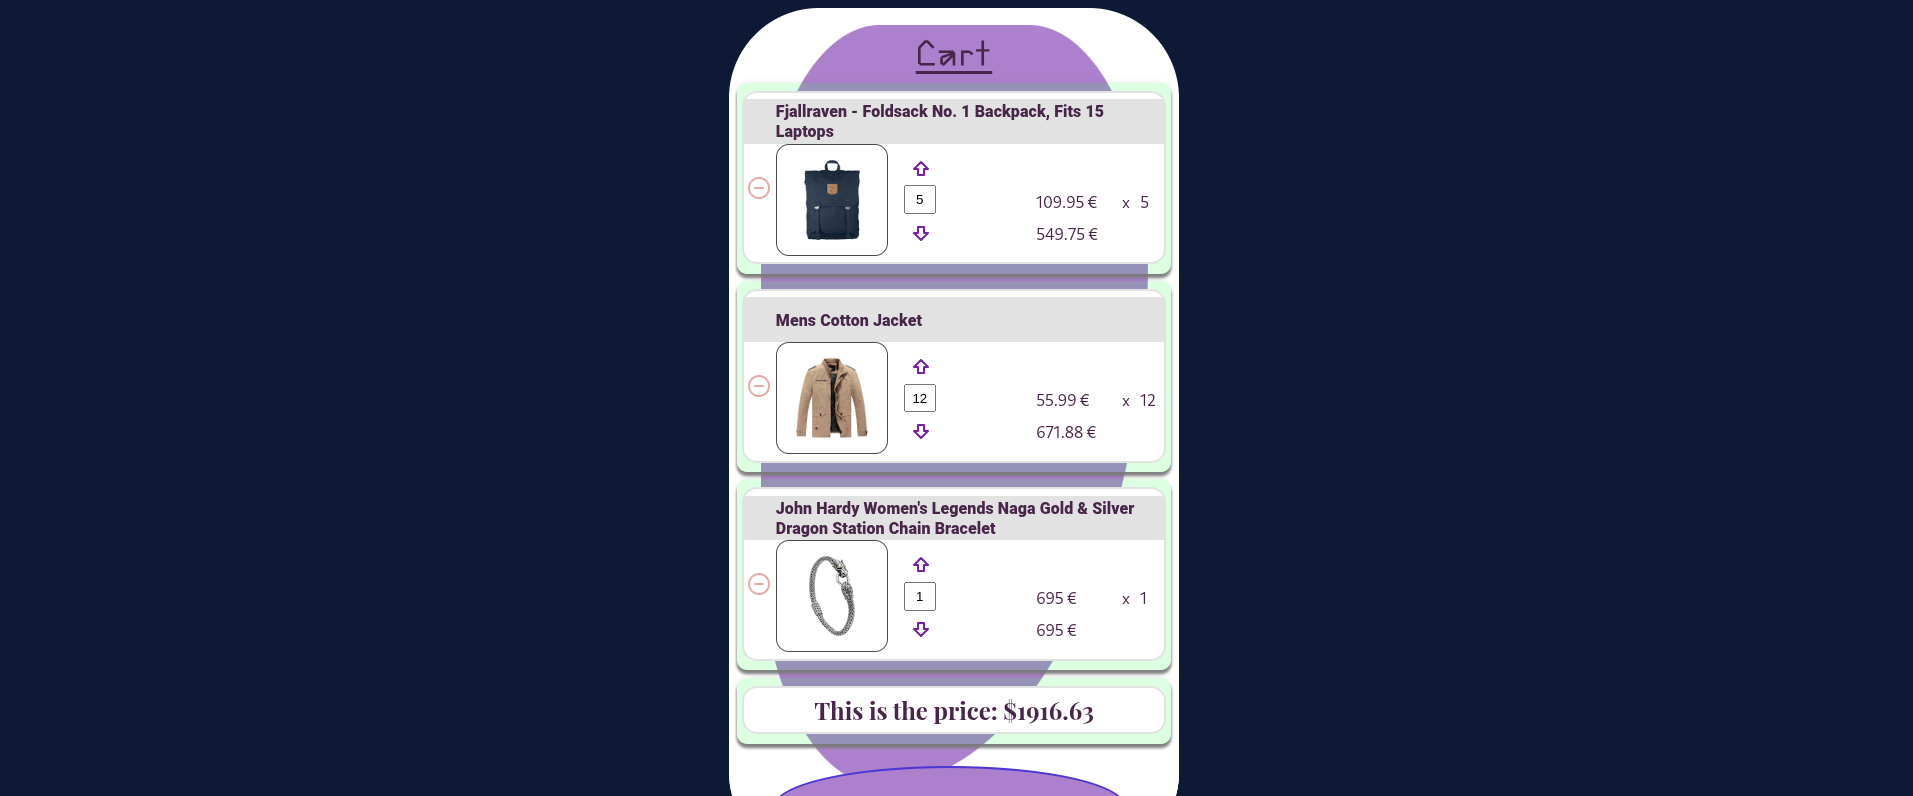 Cart
Fjallraven - Foldsack No. 1 Backpack, Fits 15
Laptops
5
109.95 € x 5
549.75 €
Mens Cotton Jacket
12
55.99 € x 12
671.88 €
John Hardy Women's Legends Naga Gold & Silver
Dragon Station Chain Bracelet
1
695 € x 1
695 €
This is the price: $1916.63